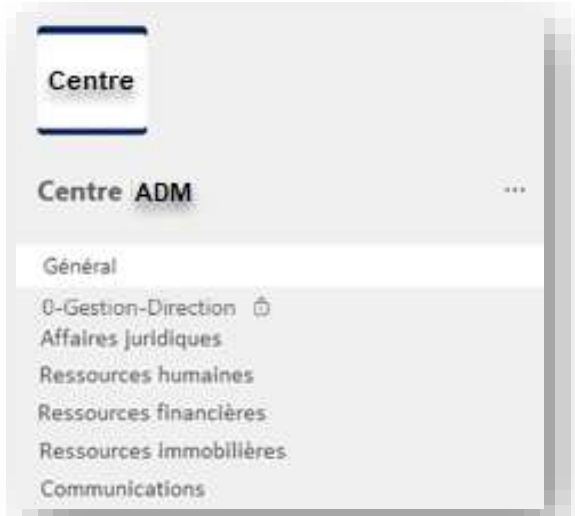 Centre
Centre ADM
Général
0-Gestion-Direction
Affaires juridiques
Ressources humaines
Ressources financières
Ressources immobilières
Communications